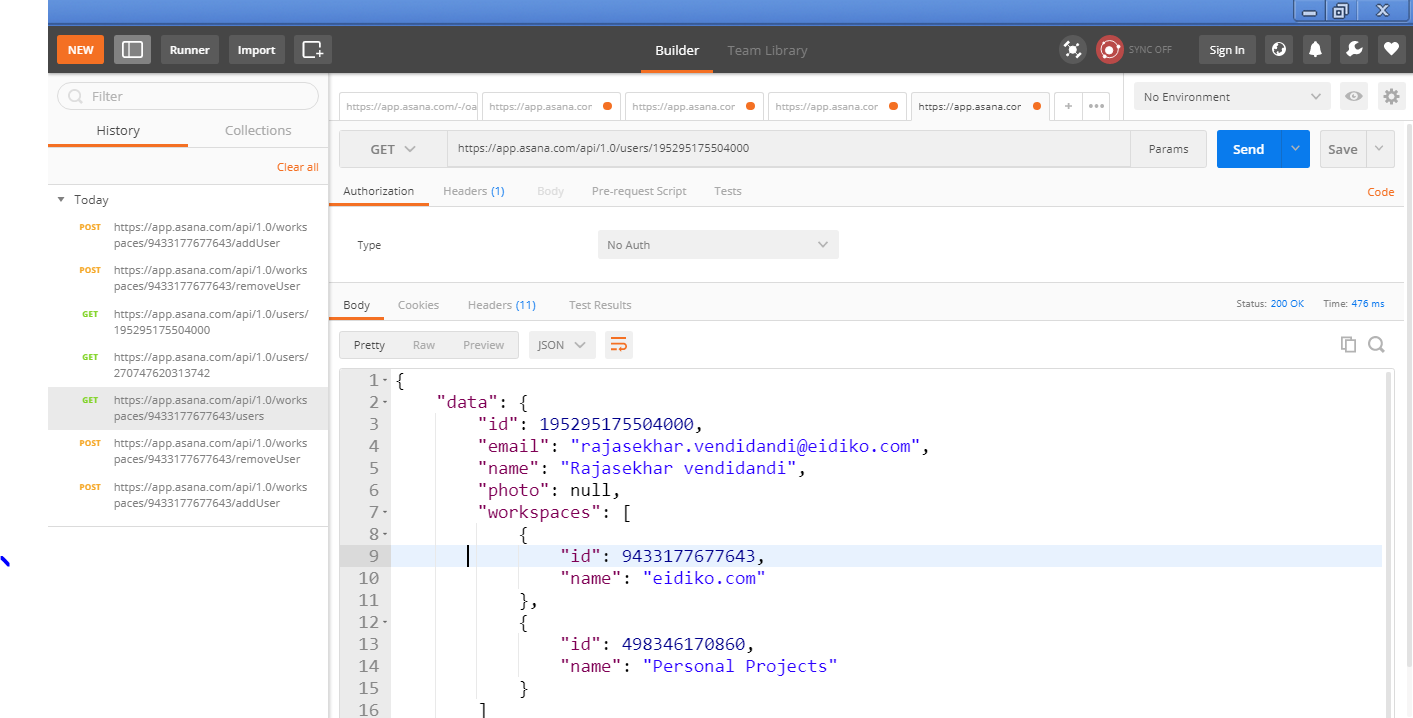 NEW Runner Import Builder Team Library SYNC OFF Sign In
Filter
History Collections
Clear all
Today
POST https://app.asana.com/api/1.0/works
paces/9433177677643/addUser
POST https://app.asana.com/api/1.0/works
paces/9433177677643/removeUser
GET https://app.asana.com/api/1.0/users/
195295175504000
GET https://app.asana.com/api/1.0/users/
270747620313742
GET https://app.asana.com/api/1.0/works
paces/9433177677643/users
POST https://app.asana.com/api/1.0/works
paces/9433177677643/removeUser
POST https://app.asana.com/api/1.0/works
paces/9433177677643/addUser
https://app.asana.com/-/oa https://app.asana.cor https://app.asana.cor https://app.asana.cor https://app.asana.cor + ••• No Environment
GET https://app.asana.com/api/1.0/users/195295175504000 Params Send Save
Authorization Headers (1) Body Pre-request Script Tests Code
Type No Auth
Body Cookies Headers (11) Test Results Status: 200 OK Time: 476 ms
Pretty Raw Preview JSON
1 {
2 "data": {
3 "id": 195295175504000,
4 "email": "rajasekhar.vendidandi@eidiko.com",
5 "name": "Rajasekhar vendidandi",
6 "photo": null,
7 "workspaces": [
8 {
9 "id": 9433177677643,
10 "name": "eidiko.com"
11 },
12 {
13 "id": 498346170860,
14 "name": "Personal Projects"
15 }
16 ]